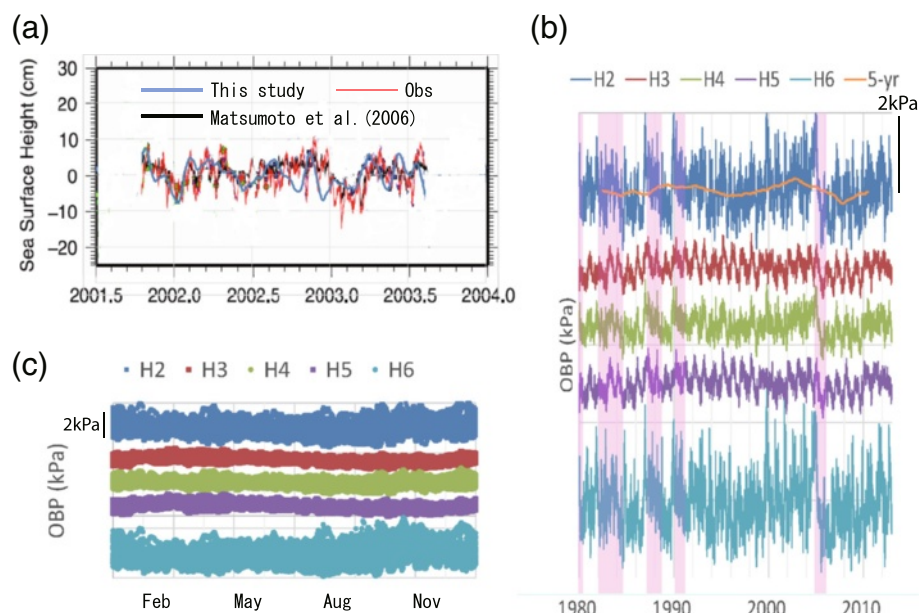 (a)
Sea Surface Height (cm)
30
20
10
0
−10
−20
This study
Obs
Matsumoto et al.(2006)
2001.5 2002.0 2002.5 2003.0 2003.5 2004.0
(b)
H2 H3 H4 H5 H6 5-yr
2kPa
OBP (kPa)
1980 1990 2000 2010
(c)
H2 H3 H4 H5 H6
2kPa
OBP (kPa)
Feb May Aug Nov